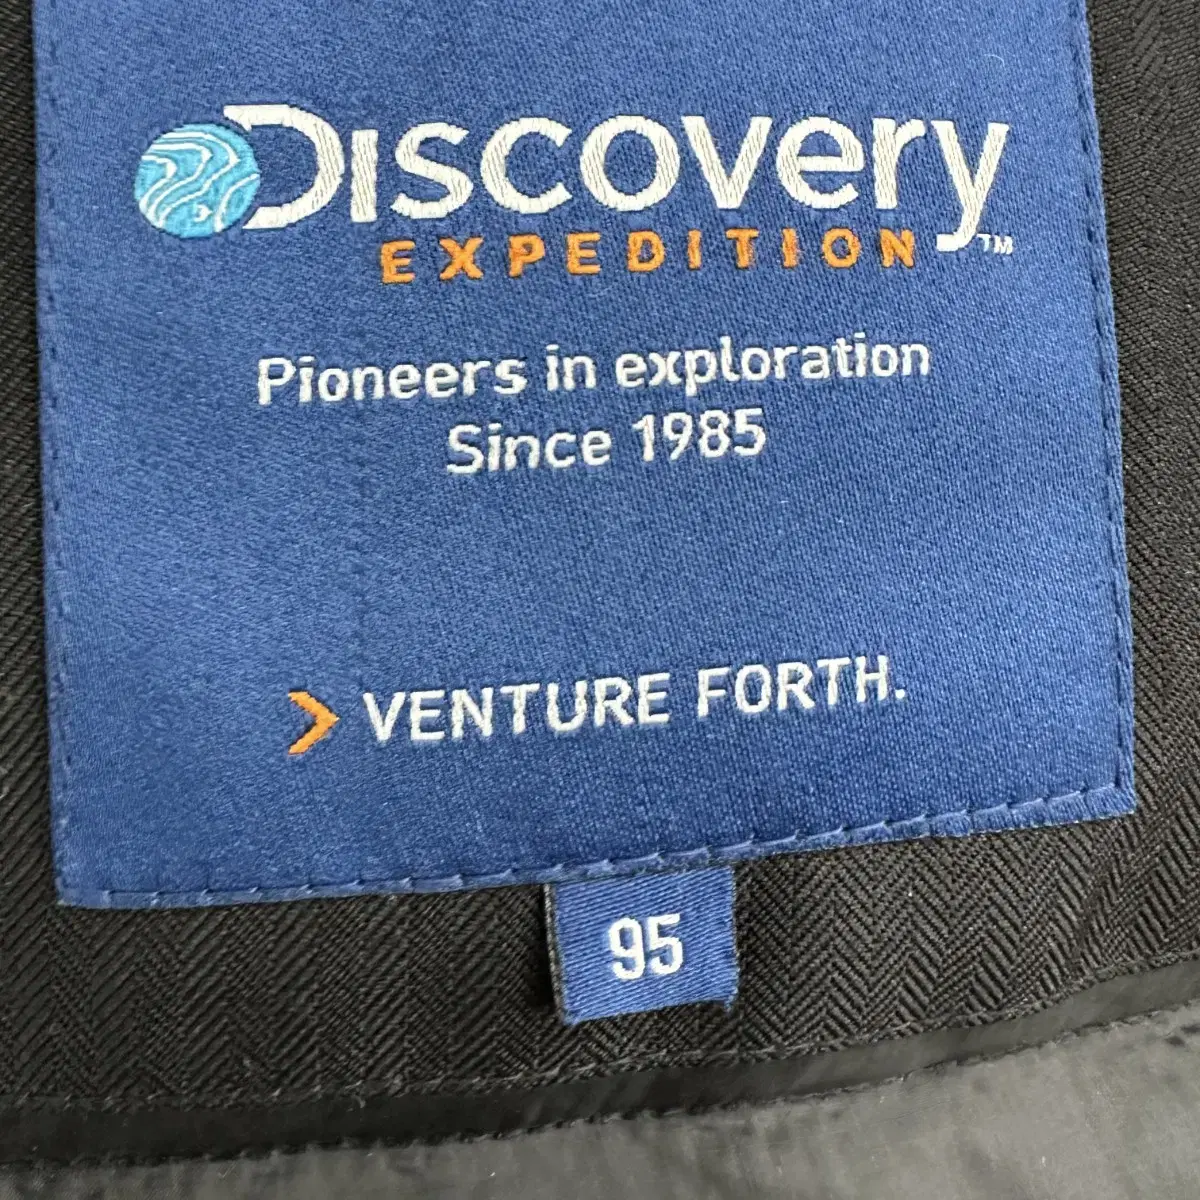 Discovery
EXPEDITION™
Pioneers in exploration
Since 1985
VENTURE FORTH.
95